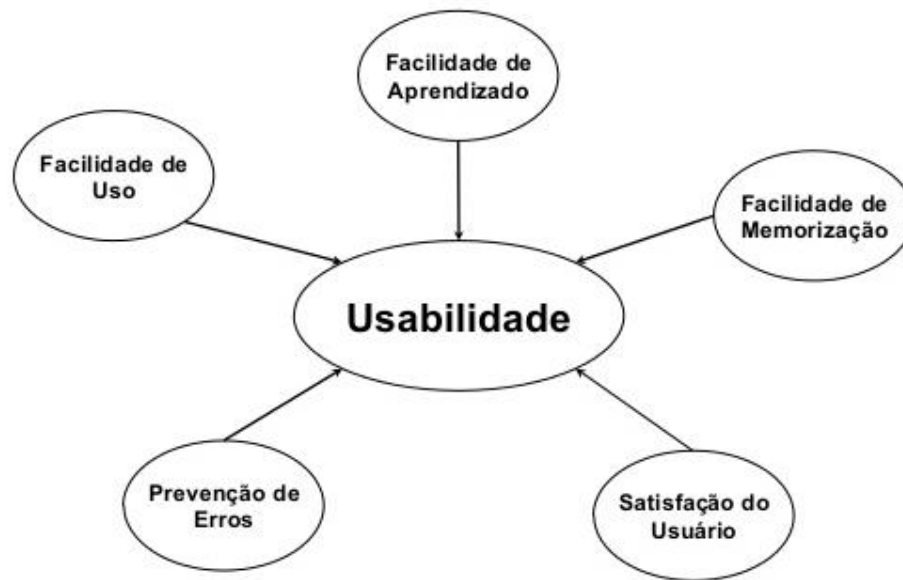 Facilidade de
Aprendizado
Facilidade de
Uso
Facilidade de
Memorização
Usabilidade
Prevenção de
Erros
Satisfação do
Usuário